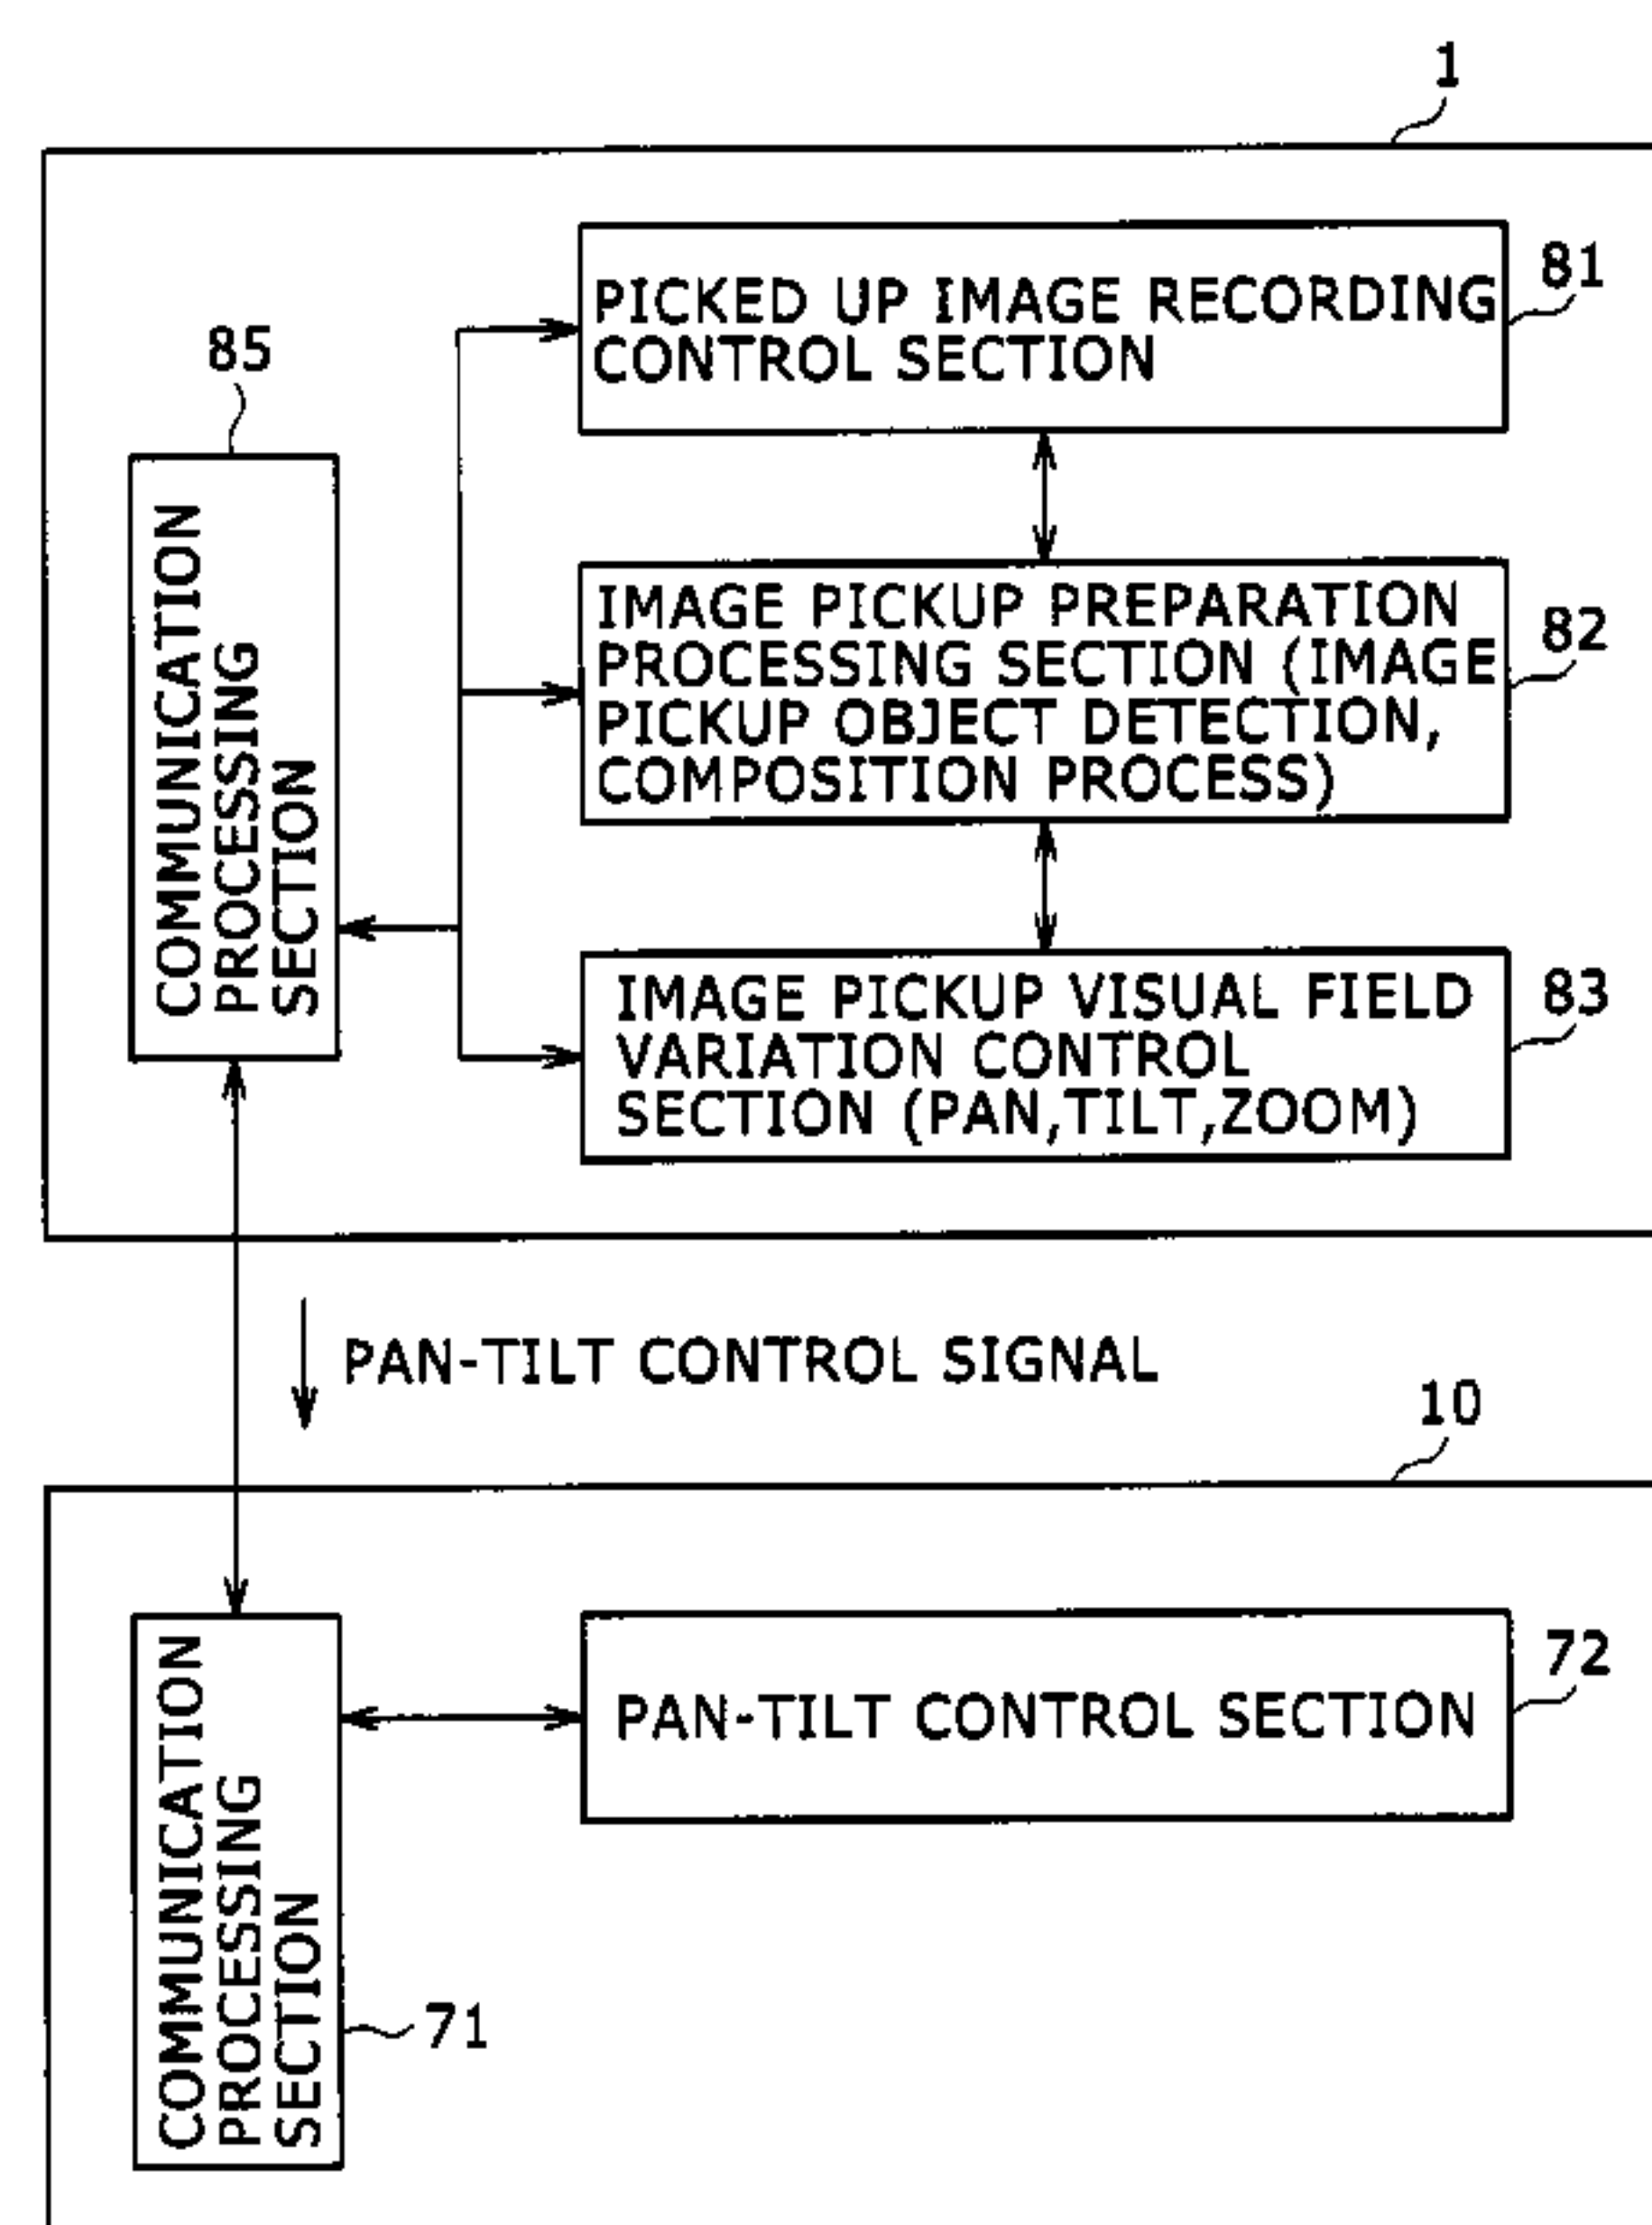 1
81
PICKED UP IMAGE RECORDING
CONTROL SECTION
85
COMMUNICATION
PROCESSING
SECTION
82
IMAGE PICKUP PREPARATION
PROCESSING SECTION (IMAGE
PICKUP OBJECT DETECTION,
COMPOSITION PROCESS)
83
IMAGE PICKUP VISUAL FIELD
VARIATION CONTROL
SECTION (PAN,TILT,ZOOM)
PAN-TILT CONTROL SIGNAL
10
72
PAN-TILT CONTROL SECTION
COMMUNICATION
PROCESSING
SECTION
71